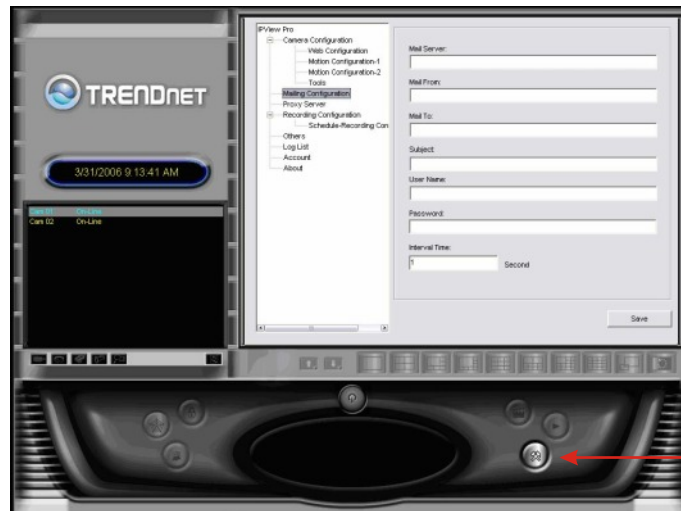 TRENDNET
3/31/2006 9:13:41 AM
Cam 01 On-Line
Cam 02 On-Line
IPView Pro
Camera Configuration
Web Configuration
Motion Configuration-1
Motion Configuration-2
Tools
Mailing Configuration
Proxy Server
Recording Configuration
Schedule-Recording Con
Others
Log List
Account
About
Mail Server:
Mail From:
Mail To:
Subject:
User Name:
Password:
Interval Time:
1 Second
Save